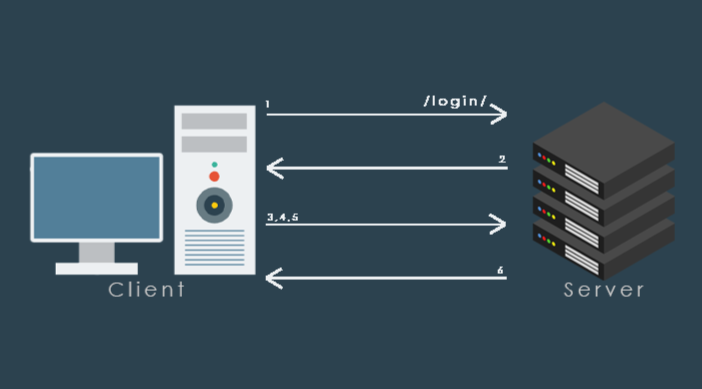 1
/login/
2
3,4,5
6
Client
Server